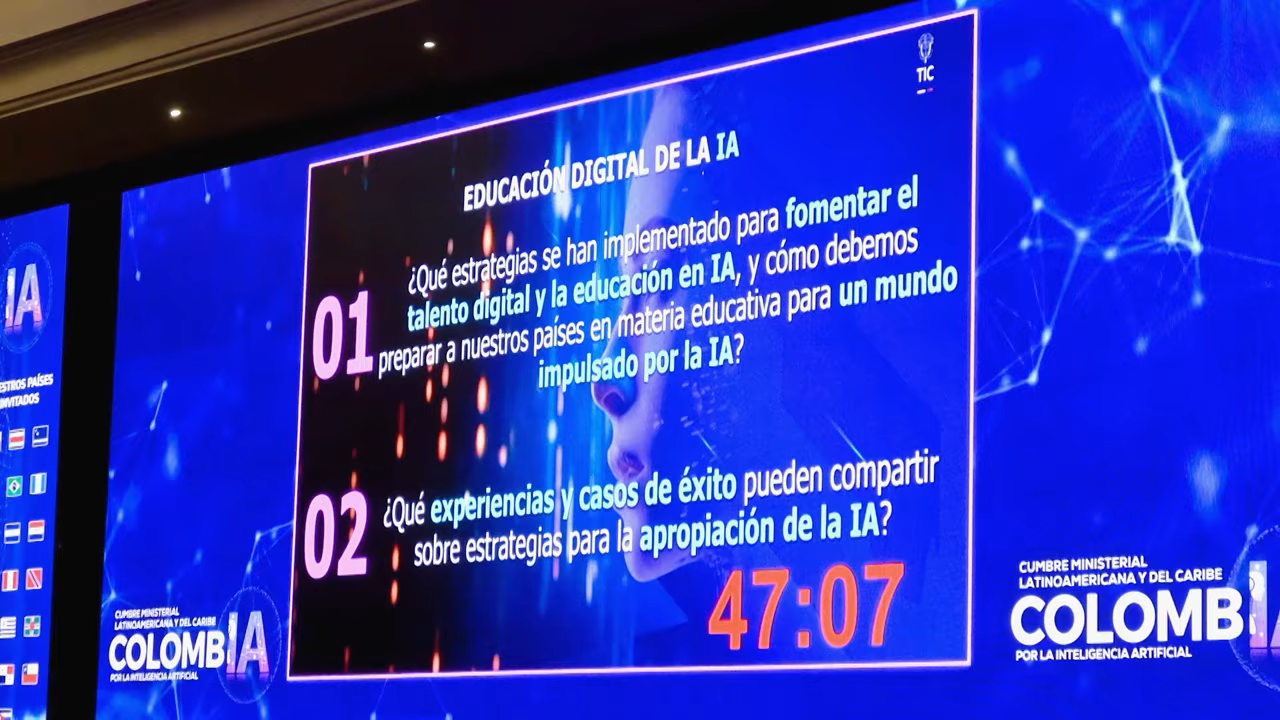 IA
ESTROS PAÍSES
INVITADOS
TIC
EDUCACIÓN DIGITAL DE LA IA
01
¿Qué estrategias se han implementado para fomentar el
talento digital y la educación en IA, y cómo debemos
preparar a nuestros países en materia educativa para un mundo
impulsado por la IA?
02
¿Qué experiencias y casos de éxito pueden compartir
sobre estrategias para la apropiación de la IA?
47:07
CUMBRE MINISTERIAL
LATINOAMERICANA Y DEL CARIBE
COLOMBIA
POR LA INTELIGENCIA ARTIFICIAL
CUMBRE MINISTERIAL
LATINOAMERICANA Y DEL CARIBE
COLOMBIA
POR LA INTELIGENCIA ARTIFICIAL